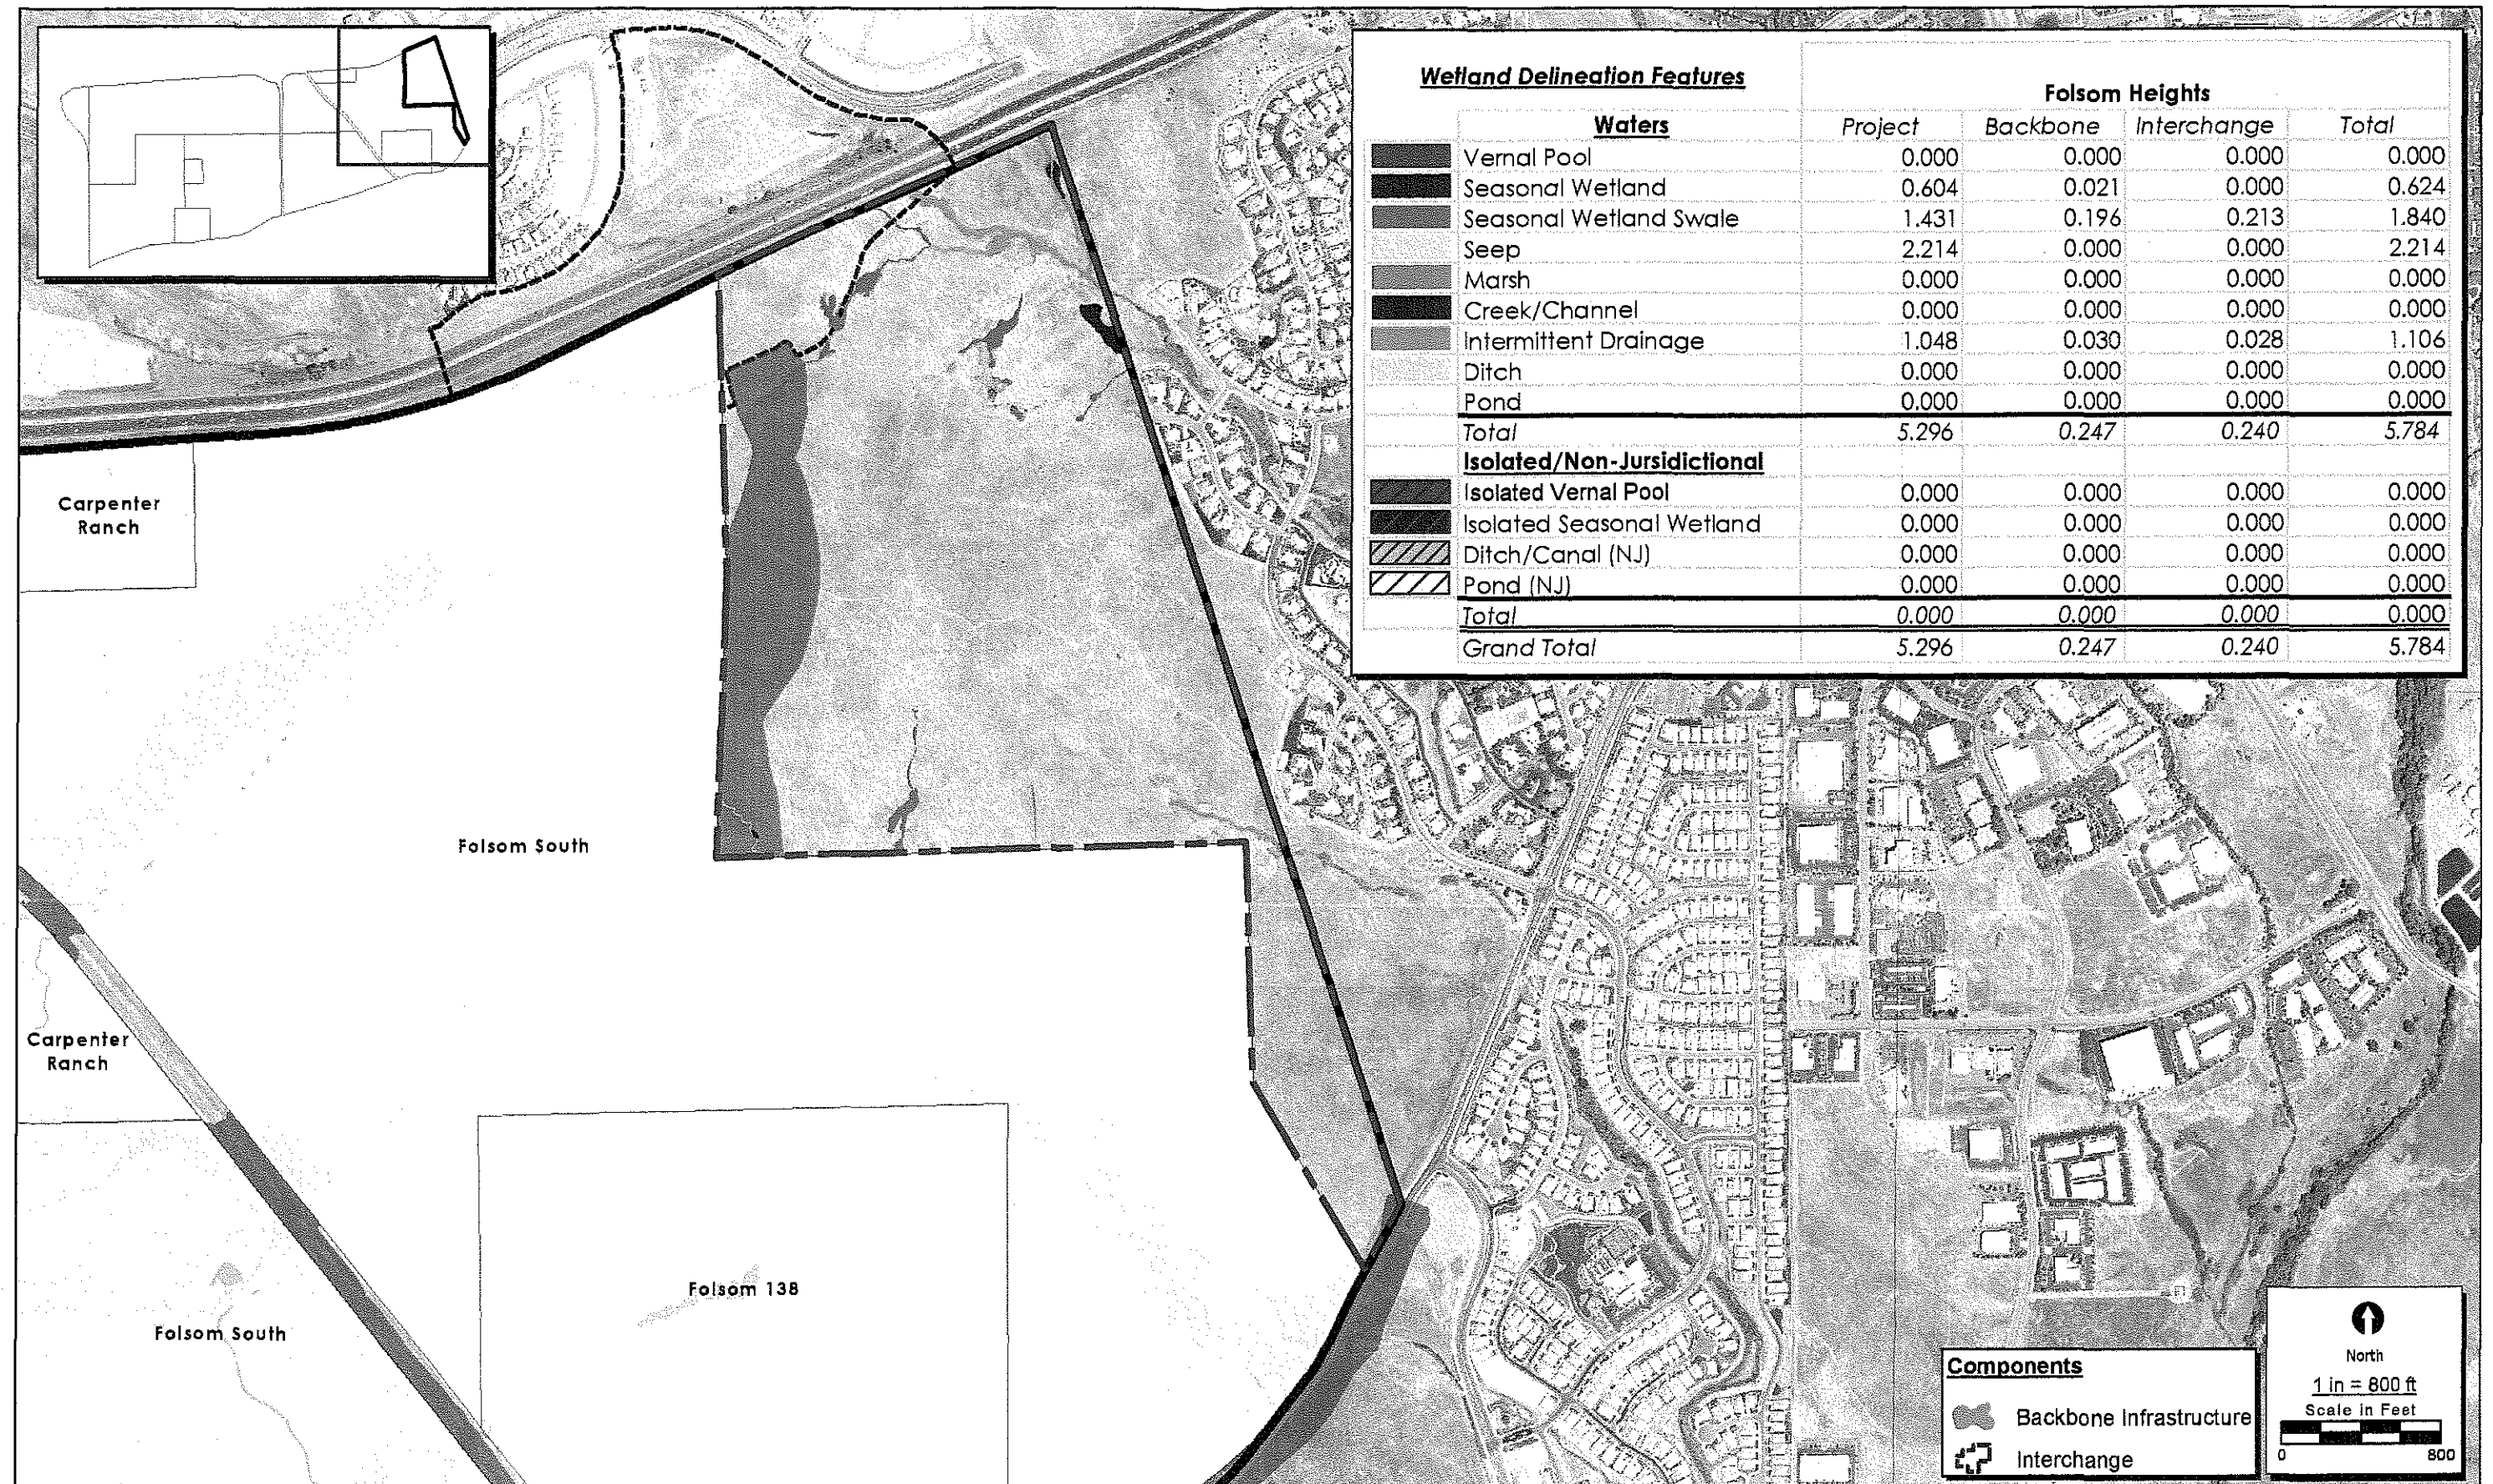 Wetland Delineation Features
Folsom Heights
Waters Project Backbone Interchange Total
Vernal Pool 0.000 0.000 0.000 0.000
Seasonal Wetland 0.604 0.021 0.000 0.624
Seasonal Wetland Swale 1.431 0.196 0.213 1.840
Seep 2.214 0.000 0.000 2.214
Marsh 0.000 0.000 0.000 0.000
Creek/Channel 0.000 0.000 0.000 0.000
Intermittent Drainage 1.048 0.030 0.028 1.106
Ditch 0.000 0.000 0.000 0.000
Pond 0.000 0.000 0.000 0.000
Total 5.296 0.247 0.240 5.784
Isolated/Non-Jursidictional
Isolated Vernal Pool 0.000 0.000 0.000 0.000
Isolated Seasonal Wetland 0.000 0.000 0.000 0.000
Ditch/Canal (NJ) 0.000 0.000 0.000 0.000
Pond (NJ) 0.000 0.000 0.000 0.000
Total 0.000 0.000 0.000 0.000
Grand Total 5.296 0.247 0.240 5.784
Carpenter
Ranch
Folsom South
Carpenter
Ranch
Folsom 138
Folsom South
Components
Backbone Infrastructure
Interchange
North
1 in = 800 ft
Scale in Feet
0 800